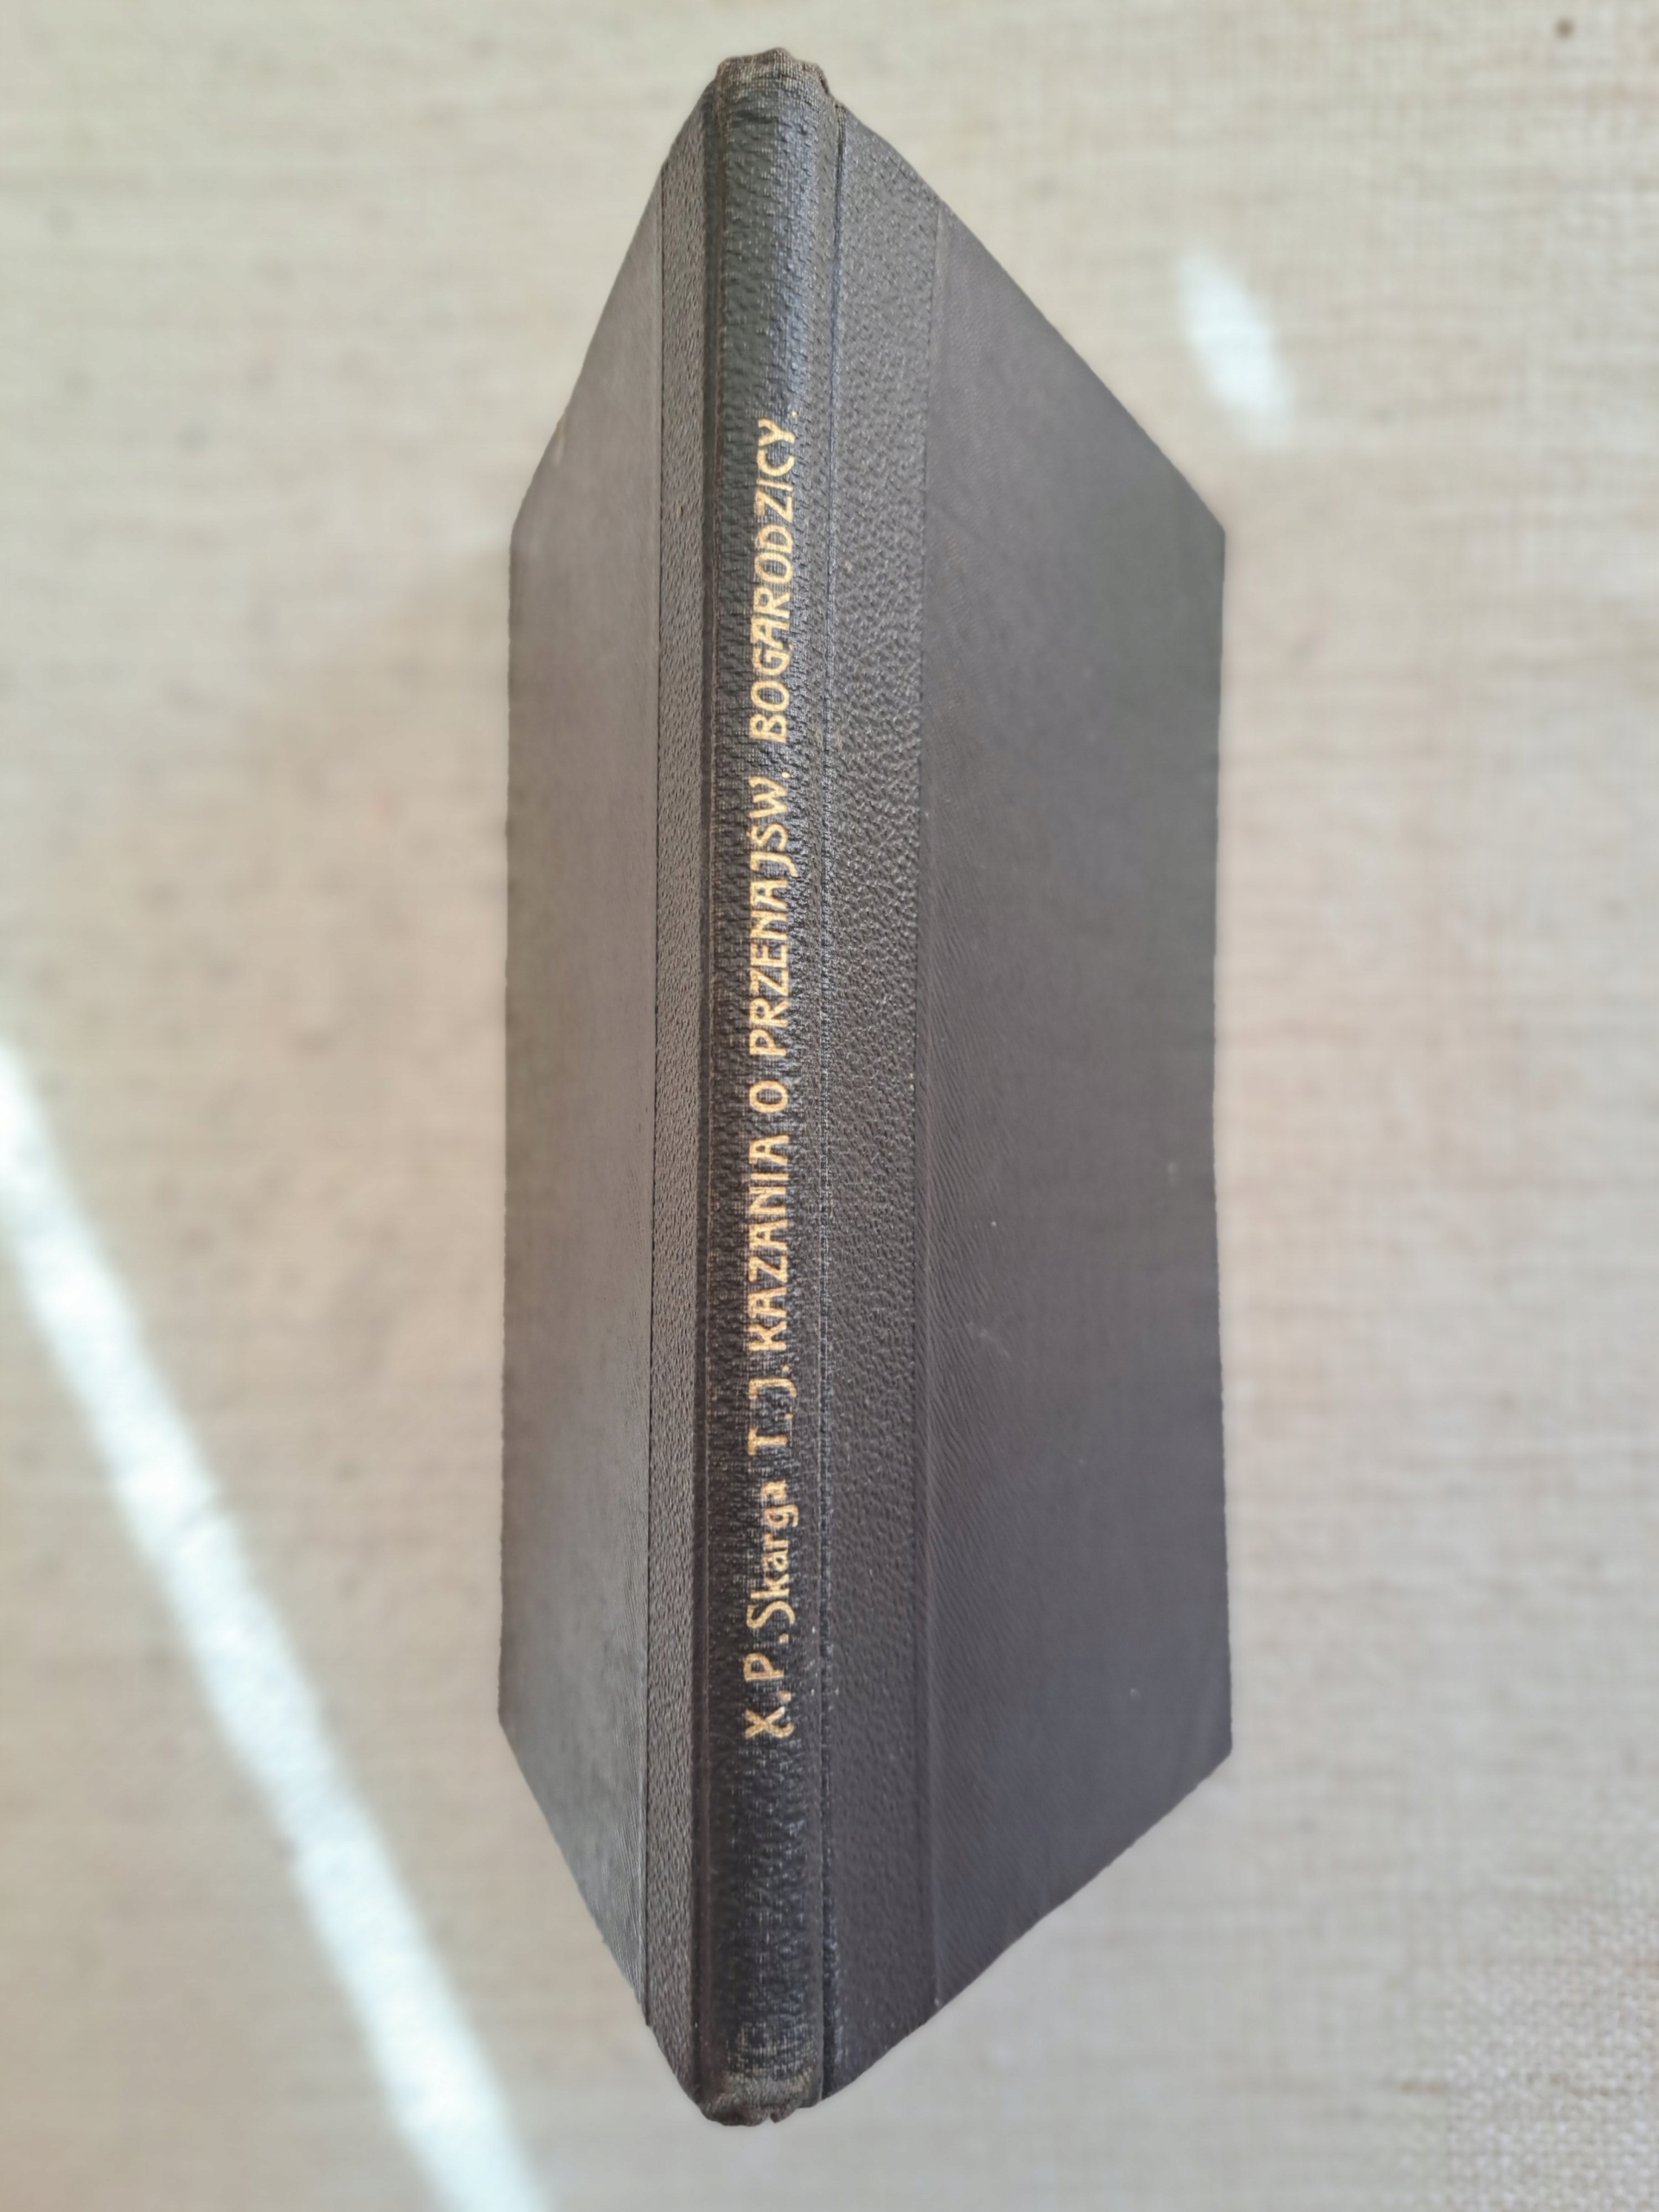 X. P. Skarga T. J. KAZANIA O PRZENAJŚW. BOGARODZICY.